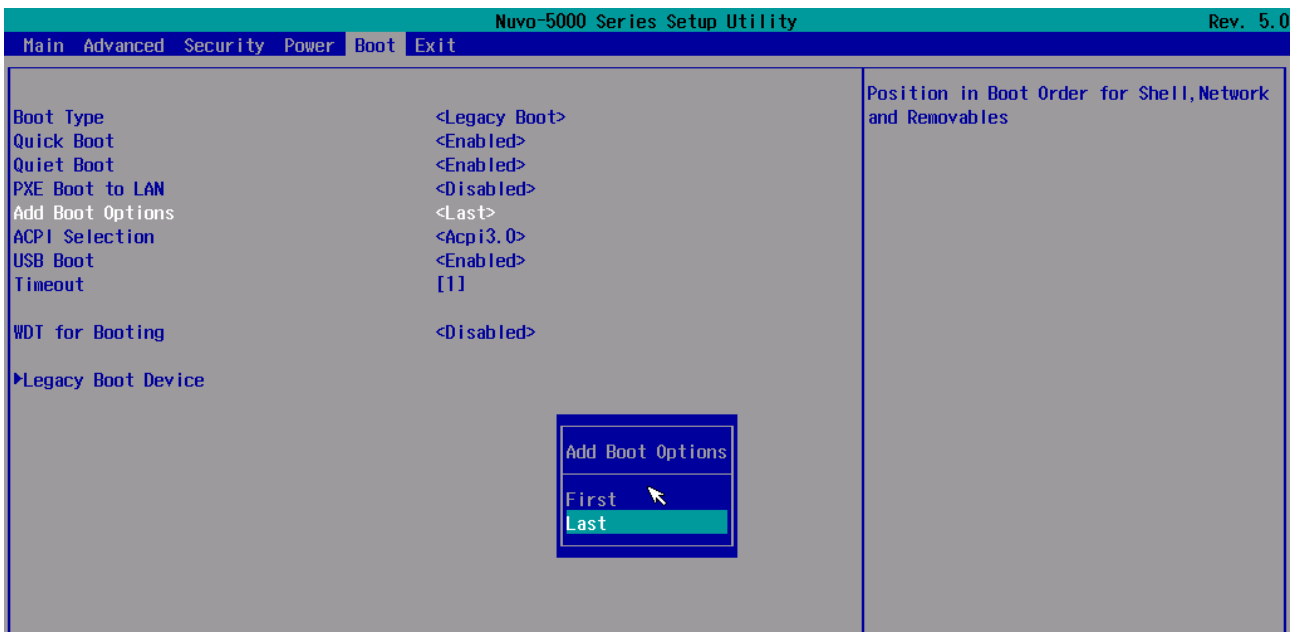 Nuvo-5000 Series Setup Utility Rev. 5.0
Main Advanced Security Power Boot Exit
Position in Boot Order for Shell,Network
and Removables
Boot Type <Legacy Boot>
Quick Boot <Enabled>
Quiet Boot <Enabled>
PXE Boot to LAN <Disabled>
Add Boot Options <Last>
ACPI Selection <Acpi3.0>
USB Boot <Enabled>
Timeout [1]
WDT for Booting <Disabled>
Legacy Boot Device
Add Boot Options
First
Last